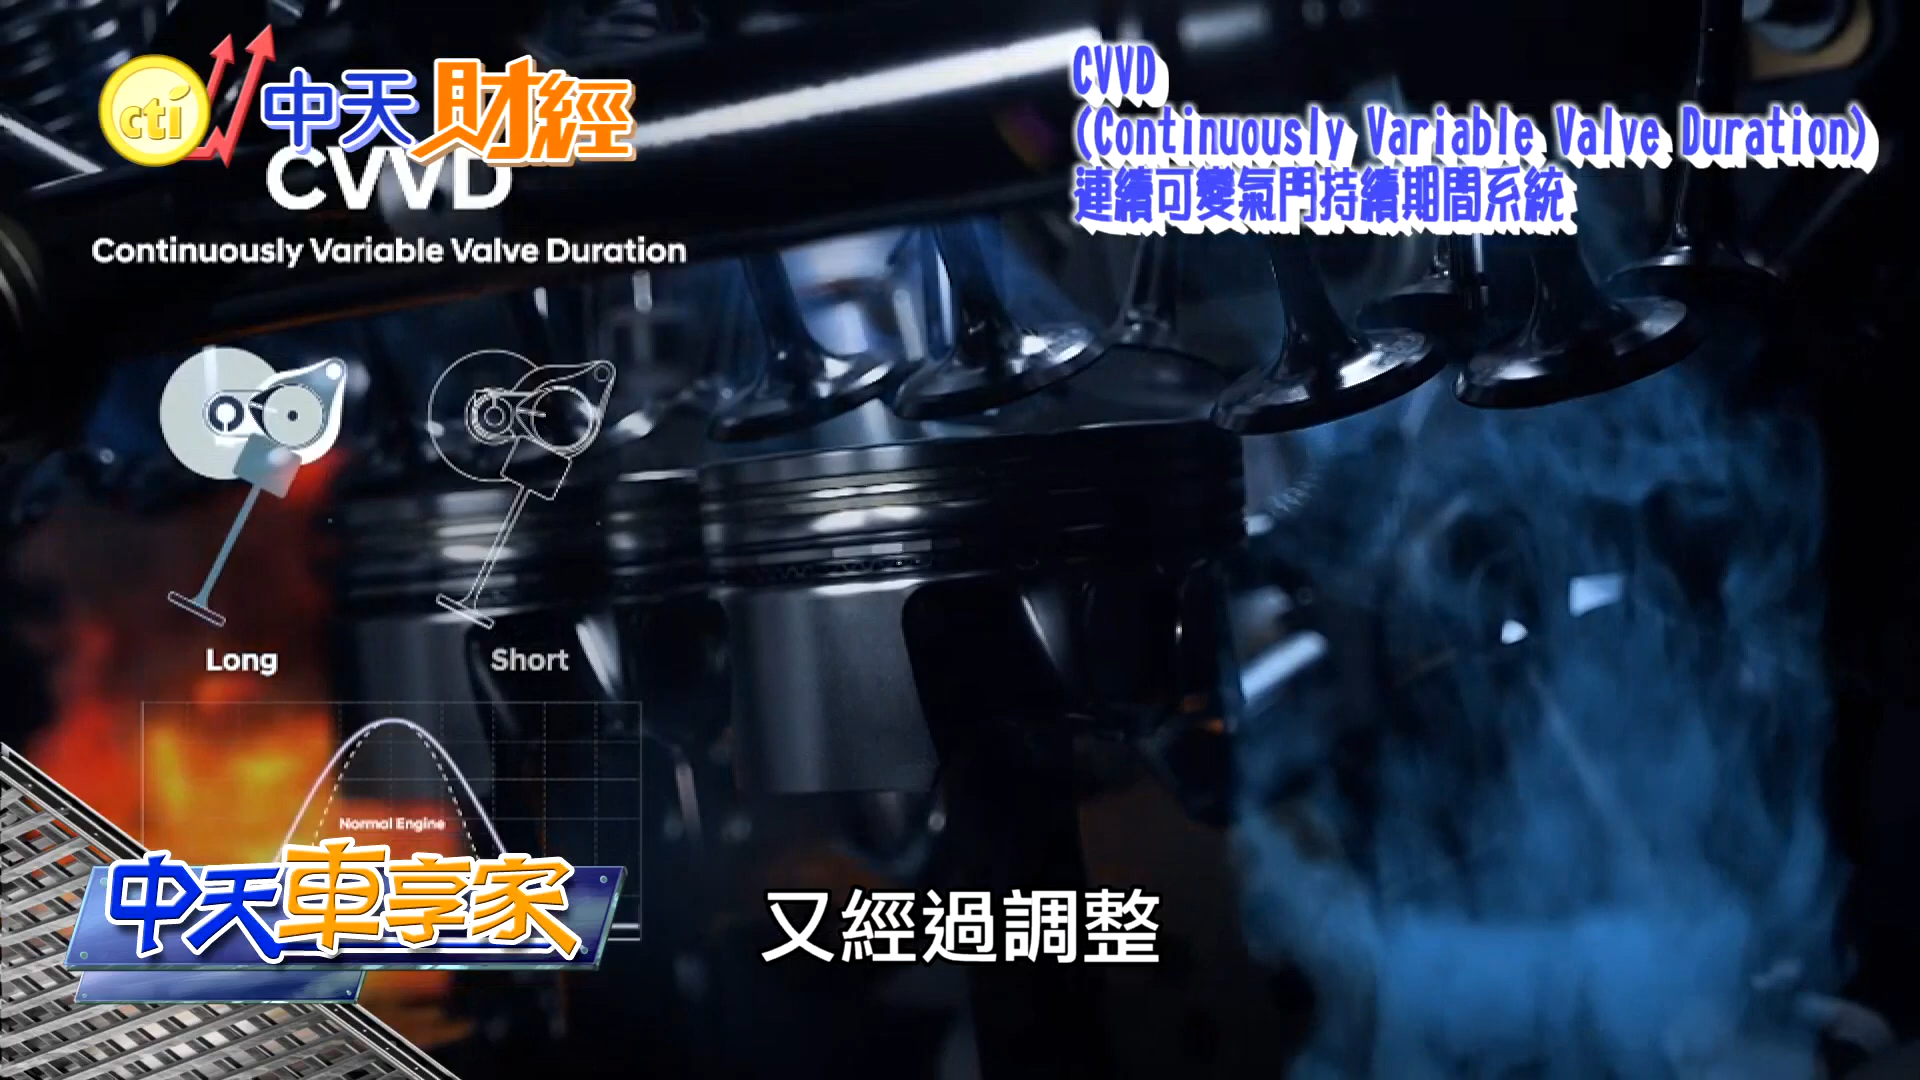 cti
中天財經
CVVD
Continuously Variable Valve Duration
CVVD
(Continuously Variable Valve Duration)
連續可變氣門持續期間系統
Long
Short
Normal Engine
中天車享家
又經過調整